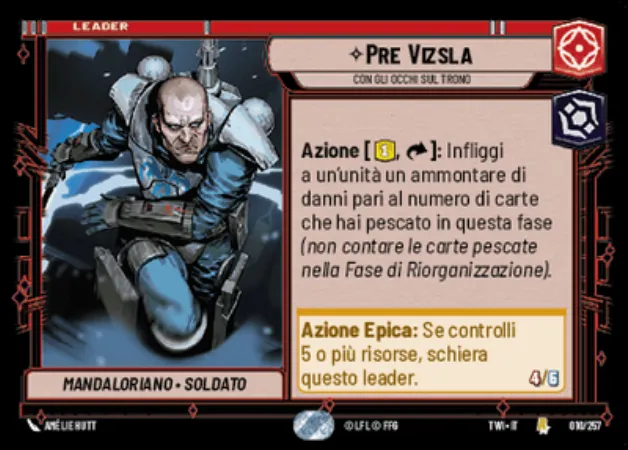 LEADER
PRE VIZSLA
CON GLI OCCHI SUL TRONO
Azione [1, ]: Infliggi
a un'unità un ammontare di
danni pari al numero di carte
che hai pescato in questa fase
(non contare le carte pescate
nella Fase di Riorganizzazione).
Azione Epica: Se controlli
5 o più risorse, schiera
questo leader.
4/6
MANDALORIANO • SOLDATO
AMÉLIE HUTT
© LFL © FFG
TWI • IT
010/257